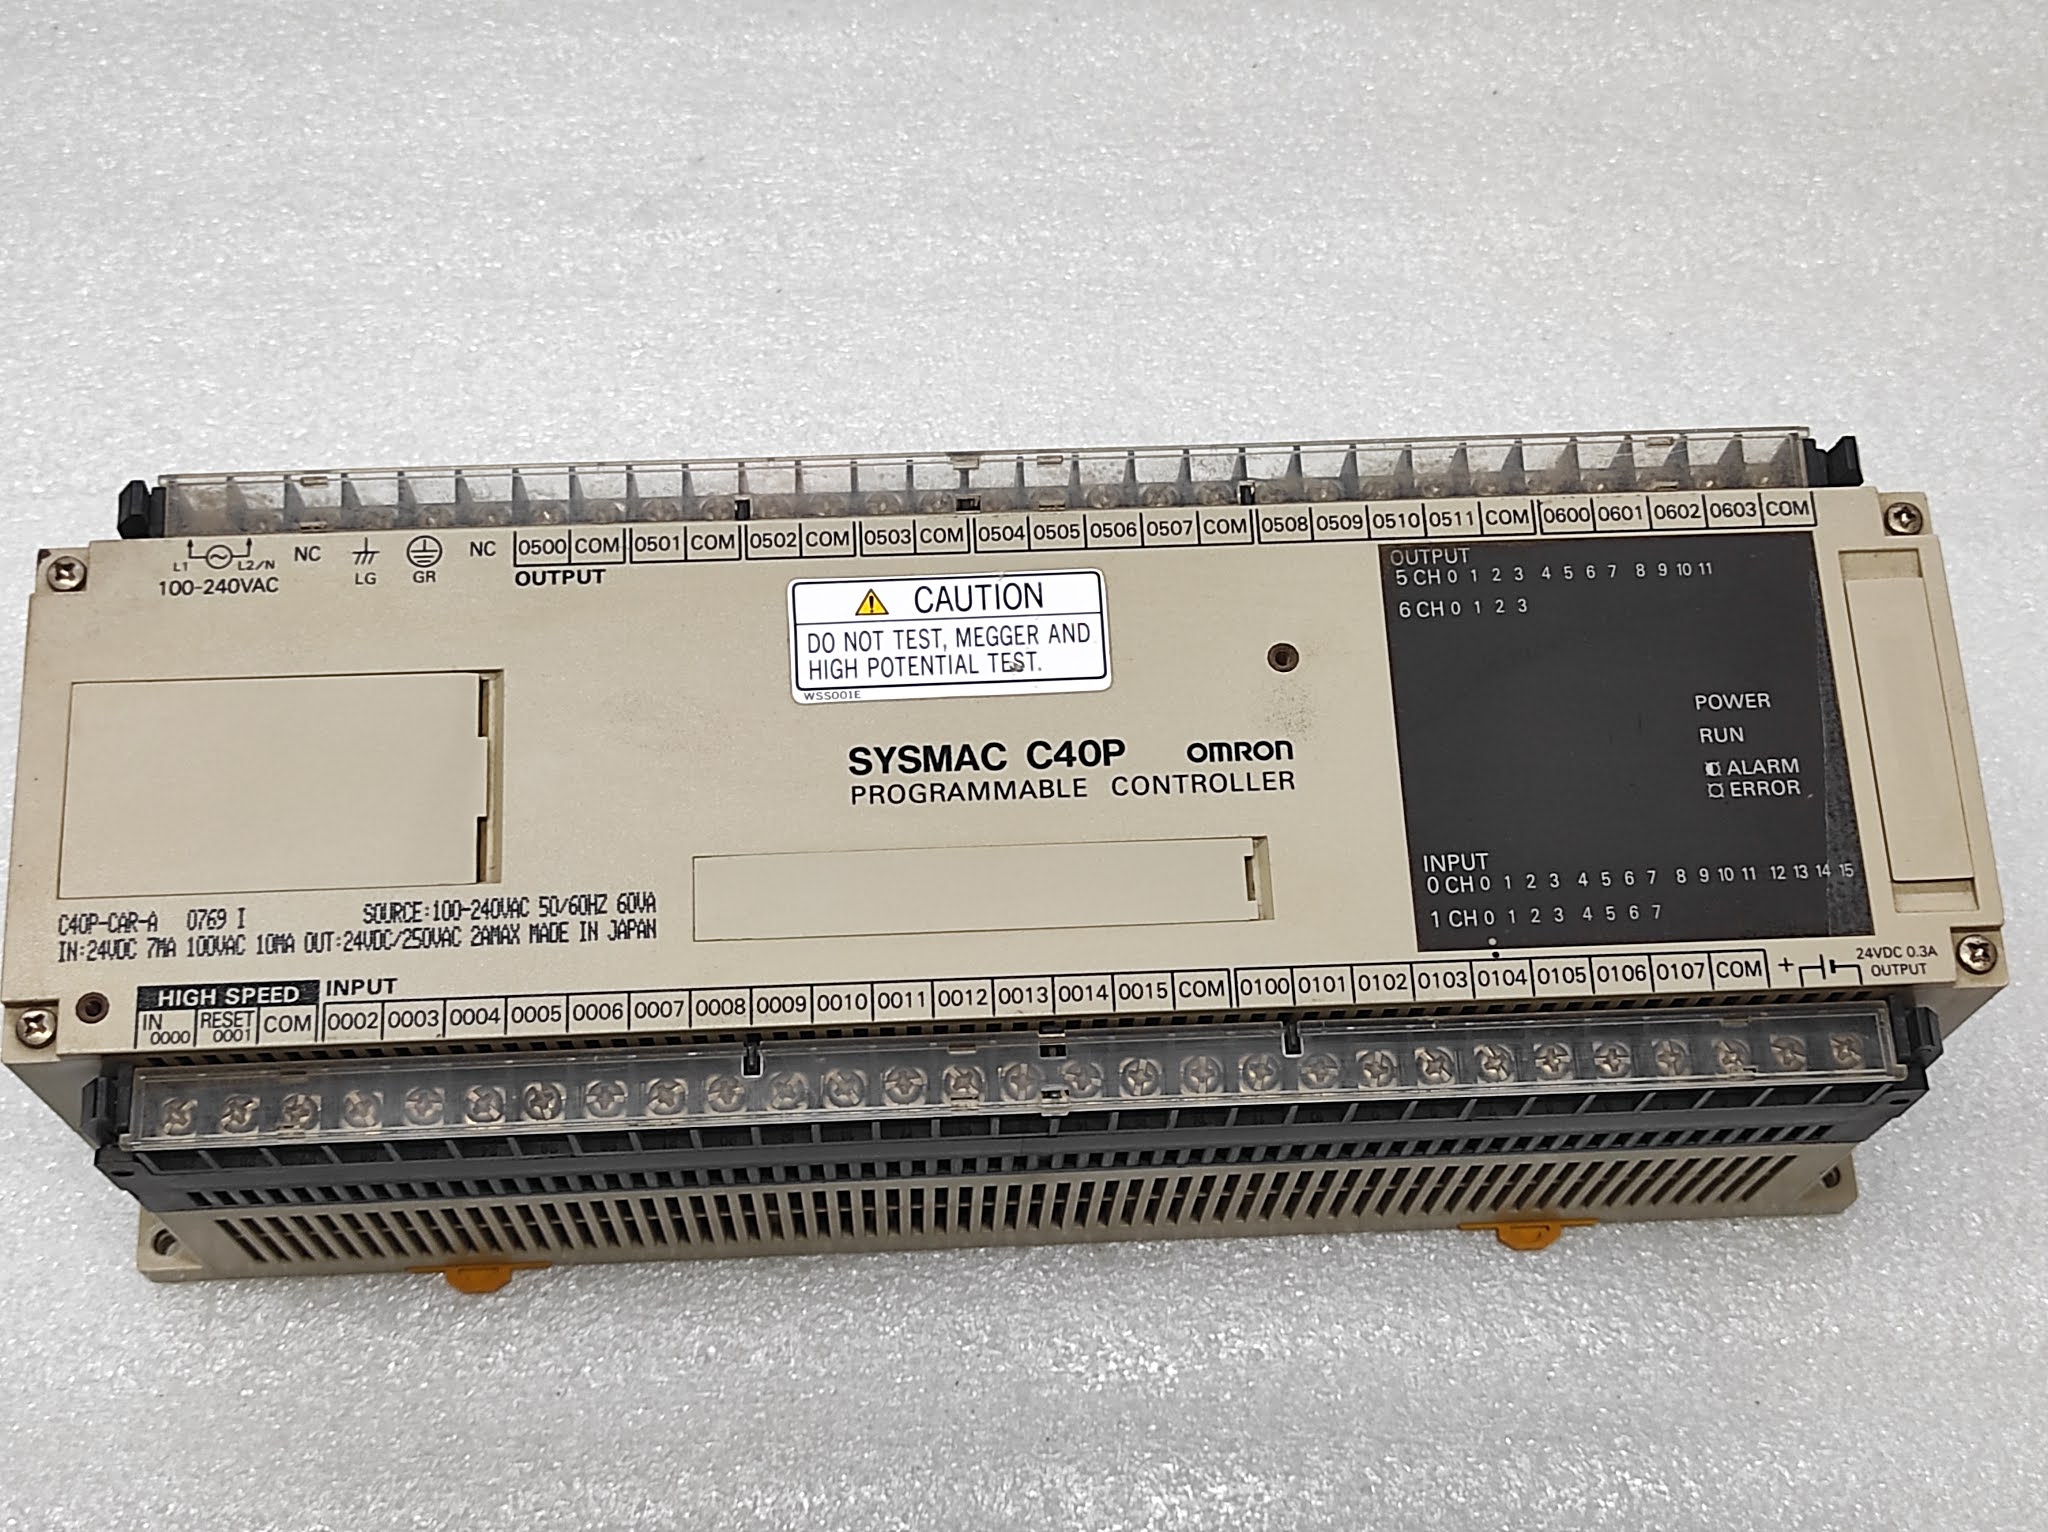 L1 L2/N NC LG GR NC
100-240VAC
0500 COM 0501 COM 0502 COM 0503 COM 0504 0505 0506 0507 COM 0508 0509 0510 0511 COM 0600 0601 0602 0603 COM
OUTPUT
CAUTION
DO NOT TEST, MEGGER AND
HIGH POTENTIAL TEST.
WSS001E
SYSMAC C40P OMRON
PROGRAMMABLE CONTROLLER
OUTPUT
5 CH 0 1 2 3 4 5 6 7 8 9 10 11
6 CH 0 1 2 3
POWER
RUN
ALARM
ERROR
INPUT
0 CH 0 1 2 3 4 5 6 7 8 9 10 11 12 13 14 15
1 CH 0 1 2 3 4 5 6 7
C40P-CAR-A 0769 I SOURCE:100-240VAC 50/60HZ 60VA
IN:24VDC 7MA 100VAC 10MA OUT:24VDC/250VAC 2AMAX MADE IN JAPAN
HIGH SPEED INPUT
IN 0000 RESET 0001 COM 0002 0003 0004 0005 0006 0007 0008 0009 0010 0011 0012 0013 0014 0015 COM 0100 0101 0102 0103 0104 0105 0106 0107 COM +
24VDC 0.3A
OUTPUT